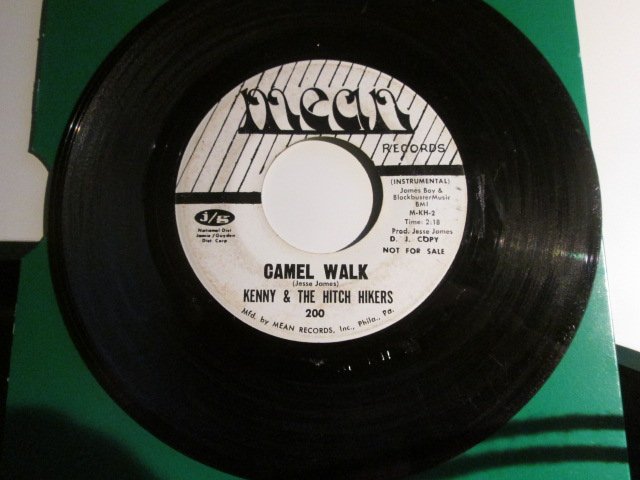 mean
RECORDS
(INSTRUMENTAL)
James Boy &
BlockbusterMusic
BMI
M-KH-2
Time: 2:18
Prod. Jesse James
D. J. COPY
NOT FOR SALE
j/g
National Dist
Jamie/Guyden
Dist Corp
CAMEL WALK
(Jesse James)
KENNY & THE HITCH HIKERS
200
Mfd. by MEAN RECORDS, Inc., Phila., Pa.